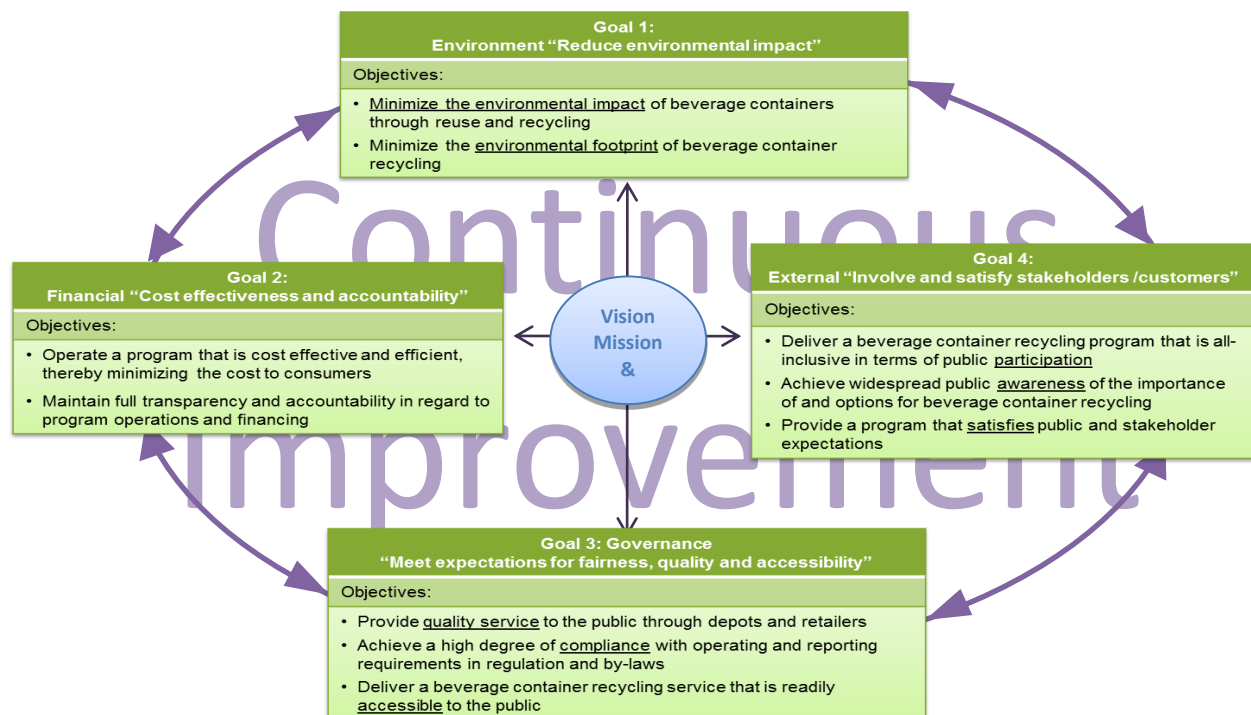 Goal 1:
Environment “Reduce environmental impact”
Objectives:
• Minimize the environmental impact of beverage containers
through reuse and recycling
• Minimize the environmental footprint of beverage container
recycling
Continuous
Improvement
Goal 2:
Financial “Cost effectiveness and accountability”
Objectives:
• Operate a program that is cost effective and efficient,
thereby minimizing the cost to consumers
• Maintain full transparency and accountability in regard to
program operations and financing
Vision
Mission
&
Goal 4:
External “Involve and satisfy stakeholders /customers”
Objectives:
• Deliver a beverage container recycling program that is all-
inclusive in terms of public participation
• Achieve widespread public awareness of the importance
of and options for beverage container recycling
• Provide a program that satisfies public and stakeholder
expectations
Goal 3: Governance
“Meet expectations for fairness, quality and accessibility”
Objectives:
• Provide quality service to the public through depots and retailers
• Achieve a high degree of compliance with operating and reporting
requirements in regulation and by-laws
• Deliver a beverage container recycling service that is readily
accessible to the public